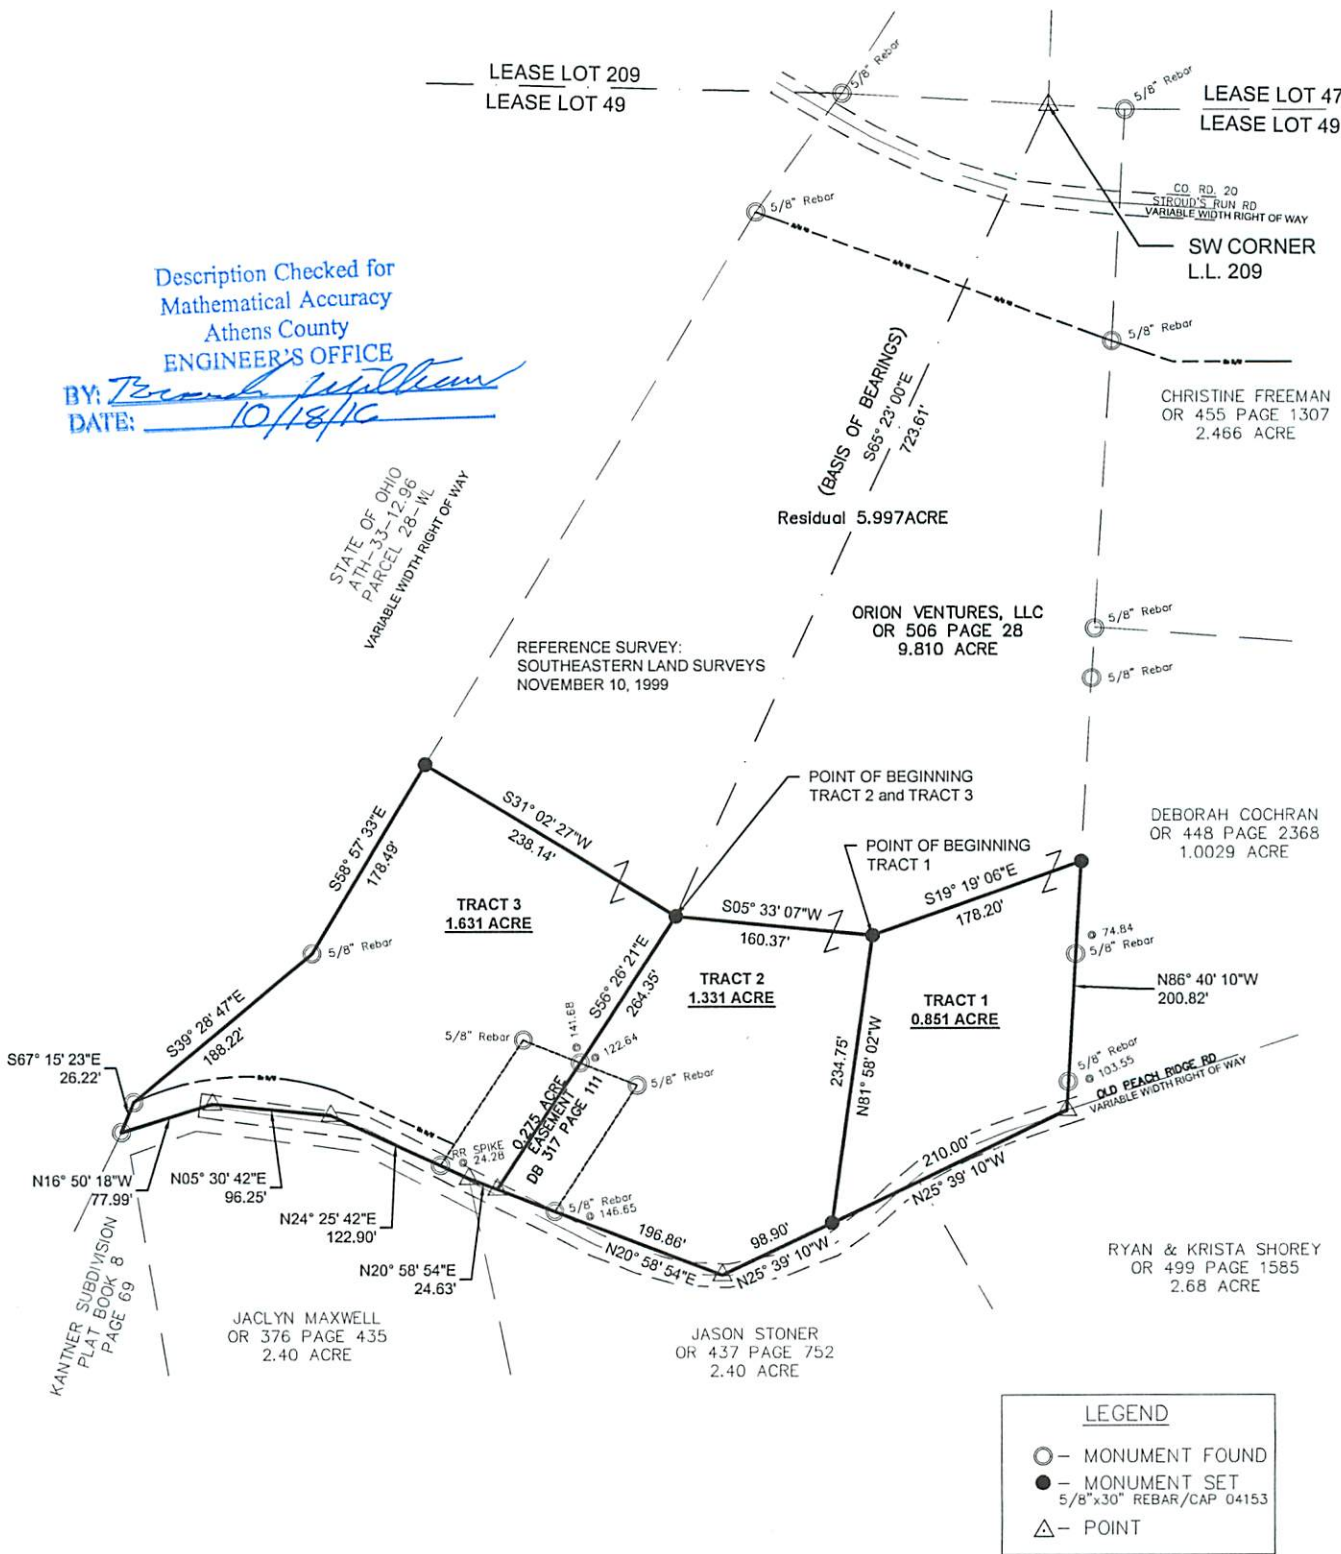 LEASE LOT 209
LEASE LOT 49
5/8" Rebar
5/8" Rebar
LEASE LOT 47
LEASE LOT 49
CO. RD. 20
STROUD'S RUN RD
VARIABLE WIDTH RIGHT OF WAY
5/8" Rebar
SW CORNER
L.L. 209
Description Checked for
Mathematical Accuracy
Athens County
ENGINEER'S OFFICE
BY:
DATE: 10/18/16
5/8" Rebar
CHRISTINE FREEMAN
OR 455 PAGE 1307
2.466 ACRE
(BASIS OF BEARINGS)
S65° 23' 00"E
723.61'
STATE OF OHIO
ATH-33-12.96
PARCEL 28-WL
VARIABLE WIDTH RIGHT OF WAY
Residual 5.997ACRE
ORION VENTURES, LLC
OR 506 PAGE 28
9.810 ACRE
5/8" Rebar
5/8" Rebar
REFERENCE SURVEY:
SOUTHEASTERN LAND SURVEYS
NOVEMBER 10, 1999
POINT OF BEGINNING
TRACT 2 and TRACT 3
POINT OF BEGINNING
TRACT 1
DEBORAH COCHRAN
OR 448 PAGE 2368
1.0029 ACRE
S58° 57' 33"E
178.49'
S31° 02' 27"W
238.14'
S05° 33' 07"W
160.37'
S19° 19' 06"E
178.20'
TRACT 3
1.631 ACRE
5/8" Rebar
S56° 26' 21"E
264.35'
TRACT 2
1.331 ACRE
TRACT 1
0.851 ACRE
@ 74.84
5/8" Rebar
N86° 40' 10"W
200.82'
S39° 28' 47"E
188.22'
5/8" Rebar
@ 141.68
@ 122.64
5/8" Rebar
234.75'
N81° 58' 02"W
5/8" Rebar
@ 103.55
OLD PEACH RIDGE RD
VARIABLE WIDTH RIGHT OF WAY
S67° 15' 23"E
26.22'
0.275 ACRE
EASEMENT
DB 317 PAGE 111
RR SPIKE
@ 24.28
N16° 50' 18"W
77.99'
N05° 30' 42"E
96.25'
N24° 25' 42"E
122.90'
N20° 58' 54"E
24.63'
5/8" Rebar
@ 146.65
196.86'
N20° 58' 54"E
98.90'
N25° 39' 10"W
210.00'
N25° 39' 10"W
KANTNER SUBDIVISION
PLAT BOOK 8
PAGE 69
JACLYN MAXWELL
OR 376 PAGE 435
2.40 ACRE
JASON STONER
OR 437 PAGE 752
2.40 ACRE
RYAN & KRISTA SHOREY
OR 499 PAGE 1585
2.68 ACRE
LEGEND
- MONUMENT FOUND
- MONUMENT SET
5/8"x30" REBAR/CAP 04153
- POINT